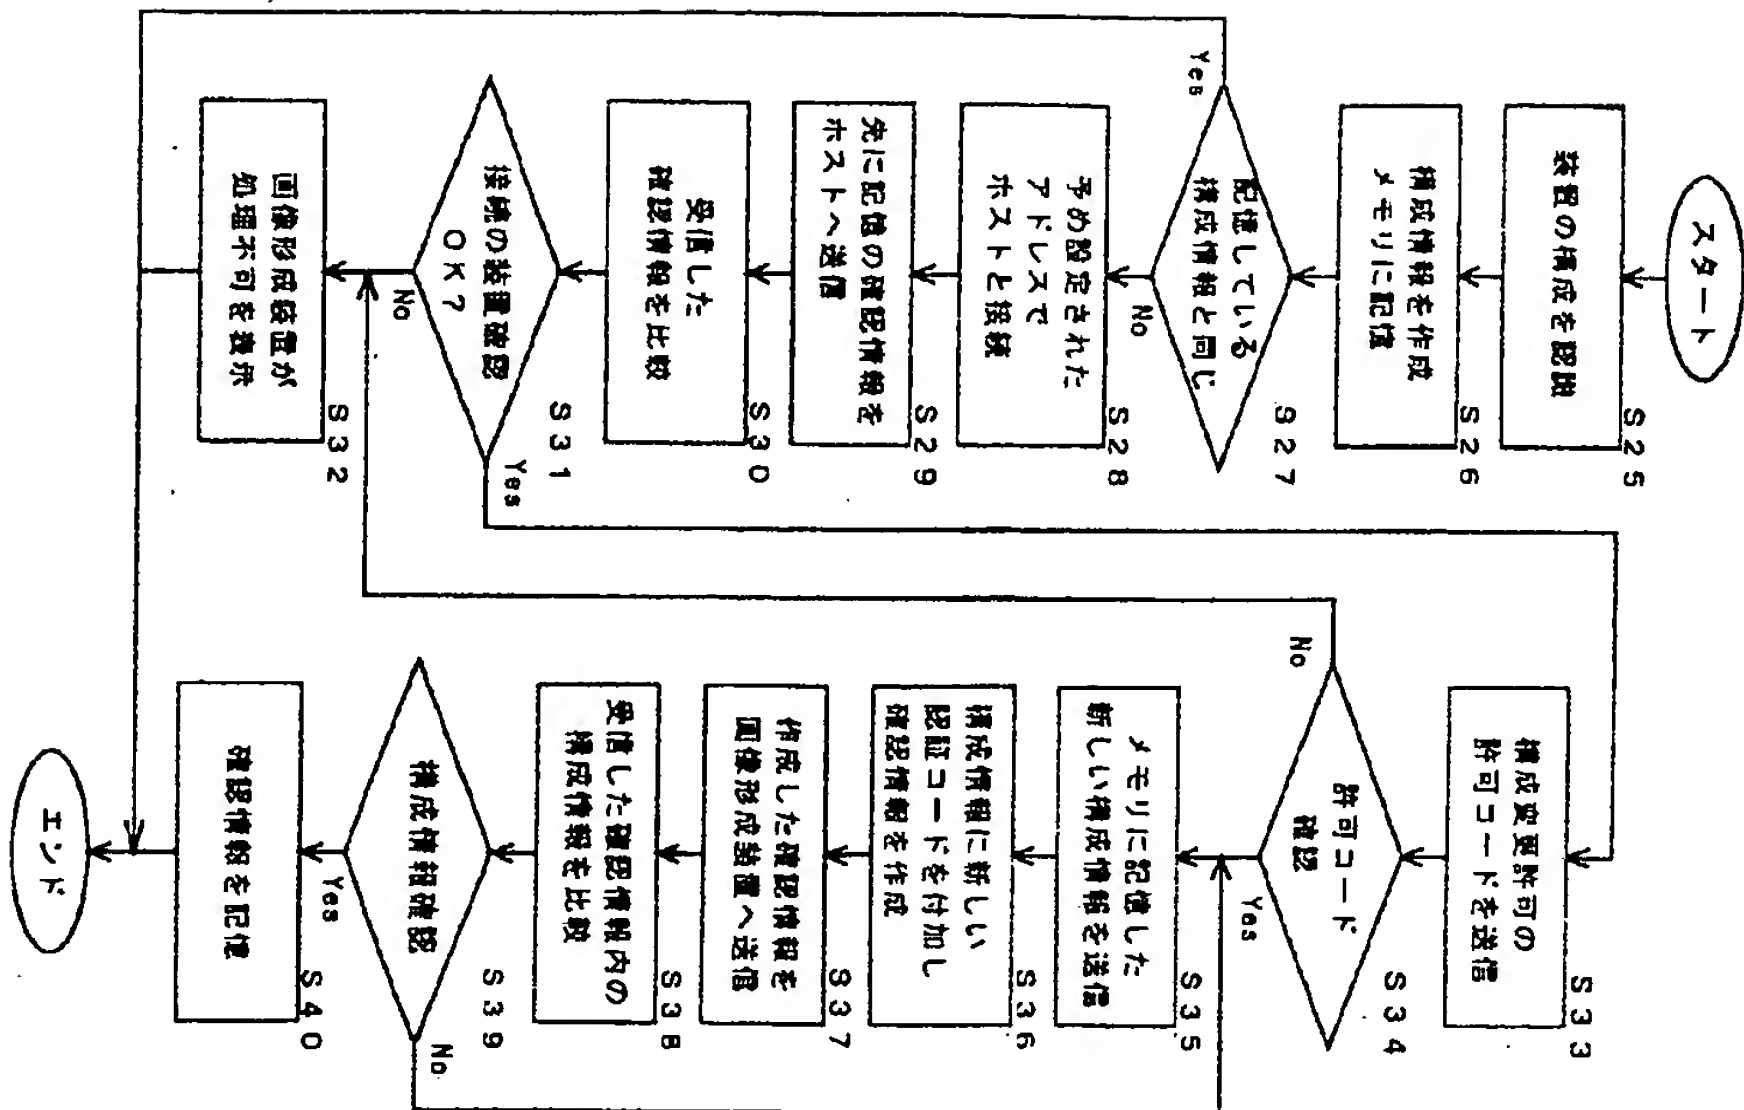 スタート
装置の構成を認識
S25
構成情報を作成
メモリに記憶
S26
記憶している
構成情報と同じ
S27
Yes
No
予め設定された
アドレスで
ホストと接続
S28
先に記憶の確認情報を
ホストへ送信
S29
受信した
確認情報を比較
S30
接続の装置確認
OK?
S31
Yes
No
画像形成装置が
処理不可を表示
S32
構成変更許可の
許可コードを送信
S33
許可コード
確認
S34
No
Yes
メモリに記憶した
新しい構成情報を送信
S35
構成情報に新しい
認証コードを付加し
確認情報を作成
S36
作成した確認情報を
画像形成装置へ送信
S37
受信した確認情報内の
構成情報を比較
S38
構成情報確認
S39
Yes
No
確認情報を記憶
S40
エンド